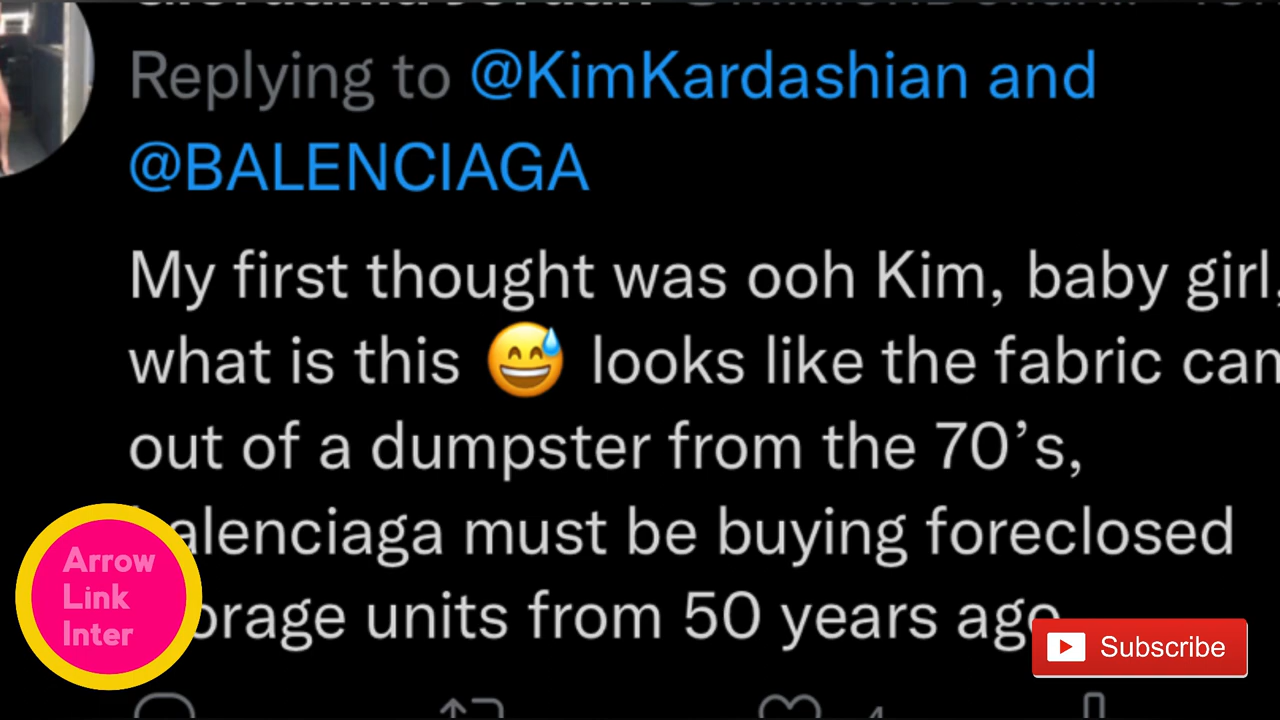 Replying to @KimKardashian and
@BALENCIAGA
My first thought was ooh Kim, baby girl,
what is this 😅 looks like the fabric
out of a dumpster from the 70's,
balenciaga must be buying foreclosed
units from 50 years ago
Arrow
Link
Inter
Subscribe